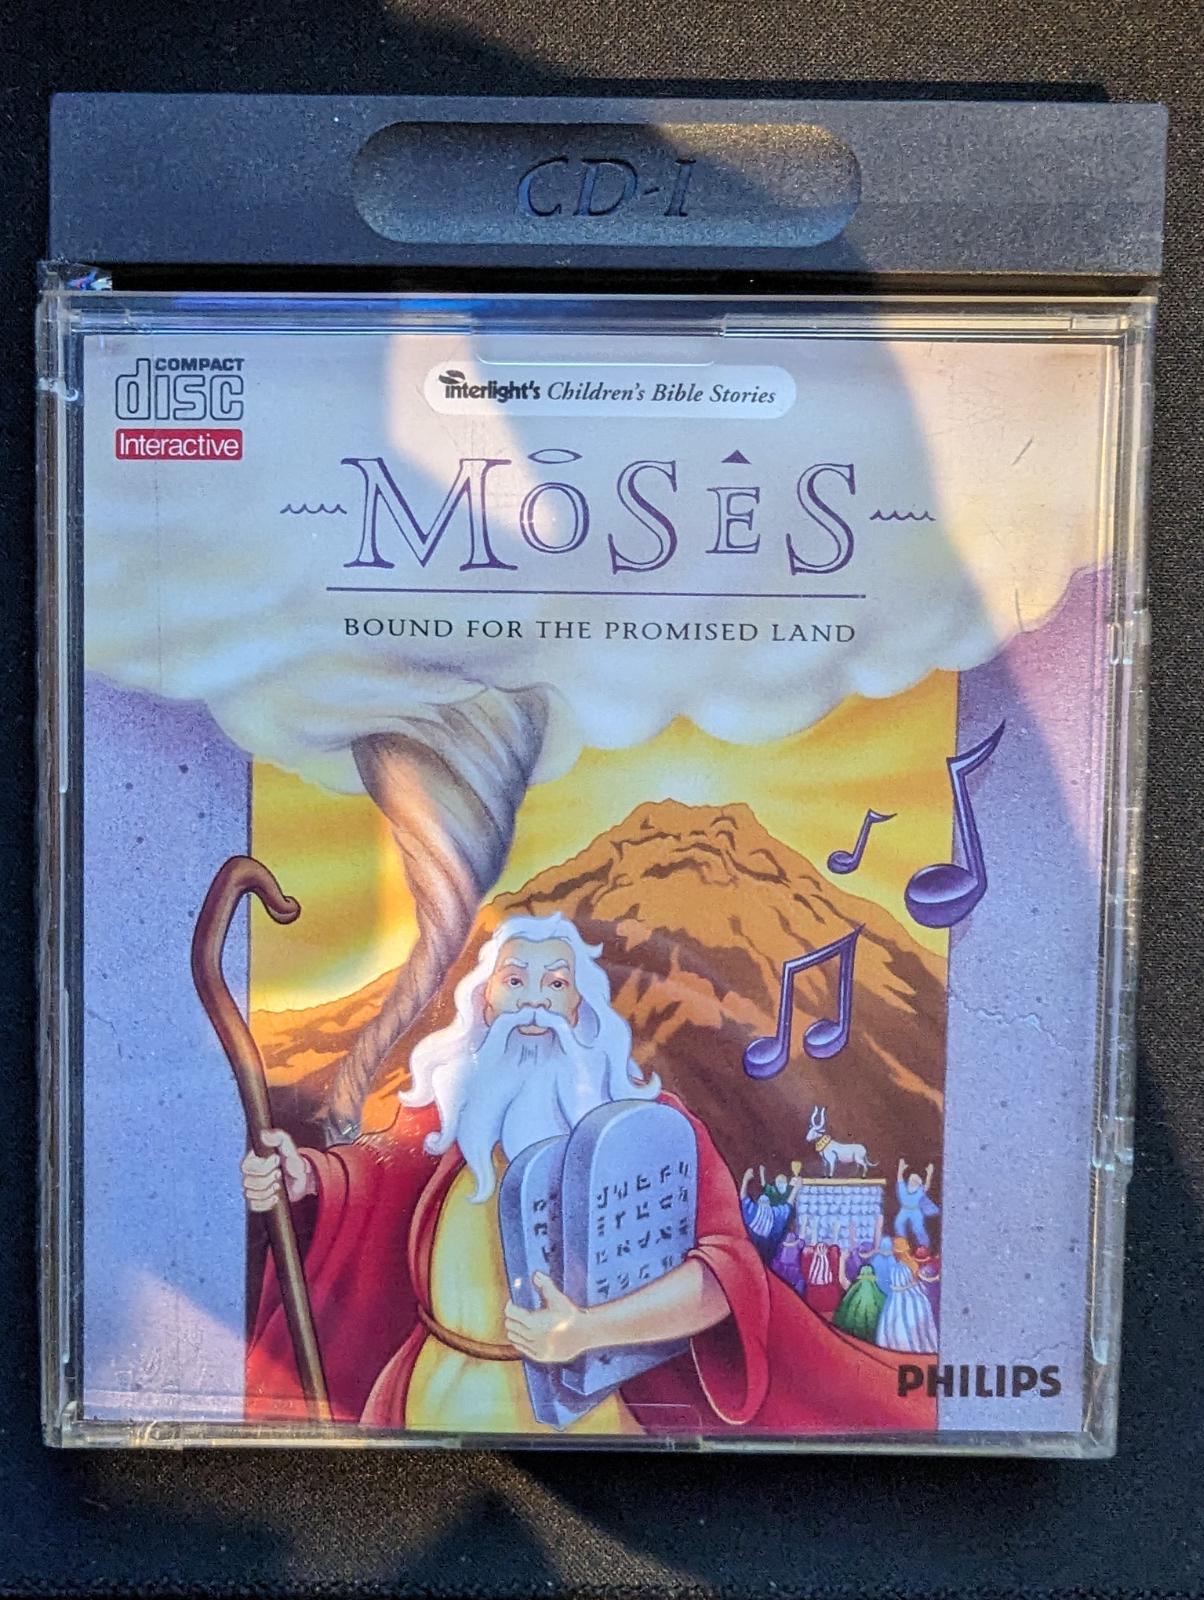 CD-I
COMPACT
disc
Interactive
interlight's Children's Bible Stories
MOSES
BOUND FOR THE PROMISED LAND
PHILIPS